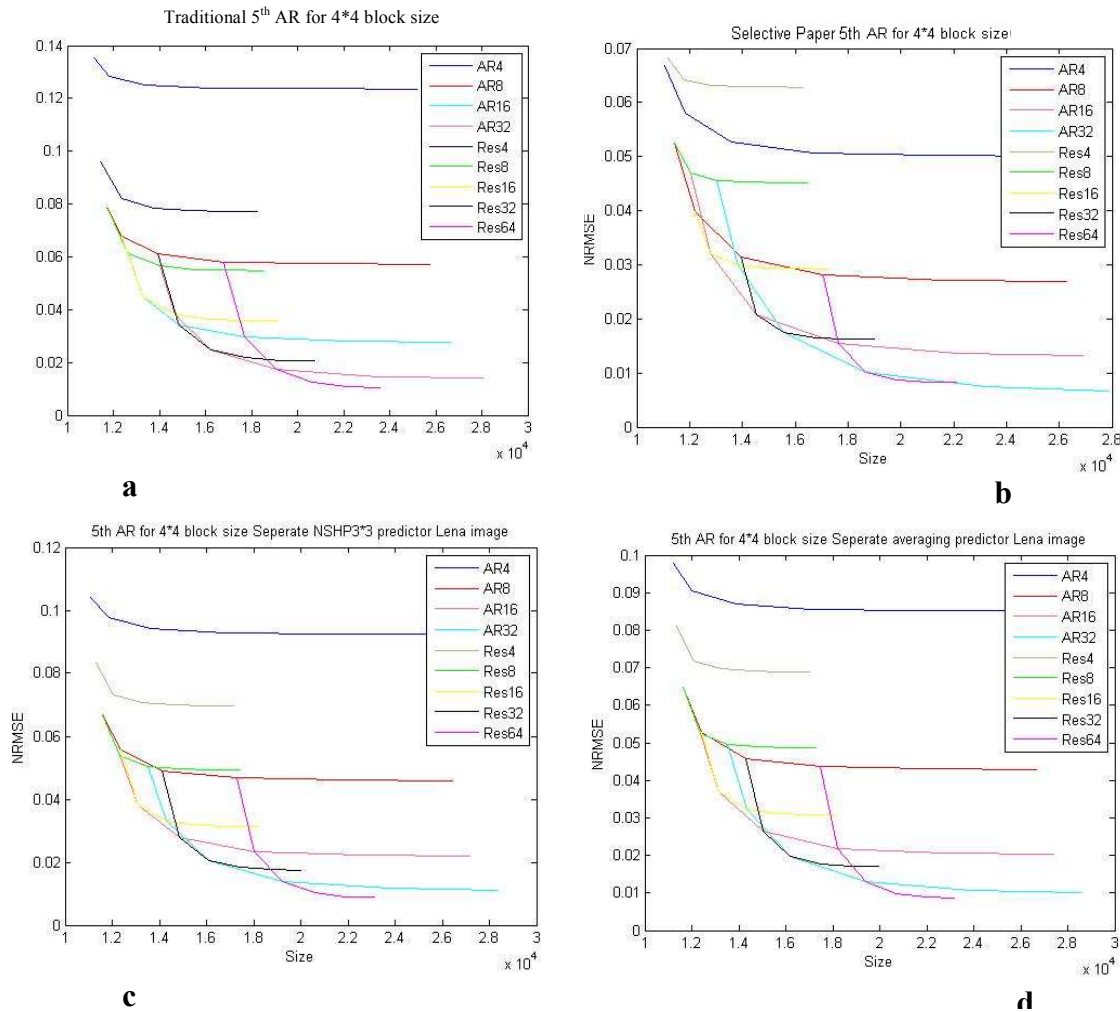 Traditional 5th AR for 4*4 block size
0.14
0.12
0.1
0.08
0.06
0.04
0.02
0
1 1.2 1.4 1.6 1.8 2 2.2 2.4 2.6 2.8 3
x 10^4
AR4
AR8
AR16
AR32
Res4
Res8
Res16
Res32
Res64
a
Selective Paper 5th AR for 4*4 block size
NRMSE
0.07
0.06
0.05
0.04
0.03
0.02
0.01
0
1 1.2 1.4 1.6 1.8 2 2.2 2.4 2.6 2.8
Size
x 10^4
AR4
AR8
AR16
AR32
Res4
Res8
Res16
Res32
Res64
b
5th AR for 4*4 block size Seperate NSHP3*3 predictor Lena image
NRMSE
0.12
0.1
0.08
0.06
0.04
0.02
0
1 1.2 1.4 1.6 1.8 2 2.2 2.4 2.6 2.8 3
Size
x 10^4
AR4
AR8
AR16
AR32
Res4
Res8
Res16
Res32
Res64
c
5th AR for 4*4 block size Seperate averaging predictor Lena image
NRMSE
0.1
0.09
0.08
0.07
0.06
0.05
0.04
0.03
0.02
0.01
0
1 1.2 1.4 1.6 1.8 2 2.2 2.4 2.6 2.8 3
Size
x 10^4
AR4
AR8
AR16
AR32
Res4
Res8
Res16
Res32
Res64
d